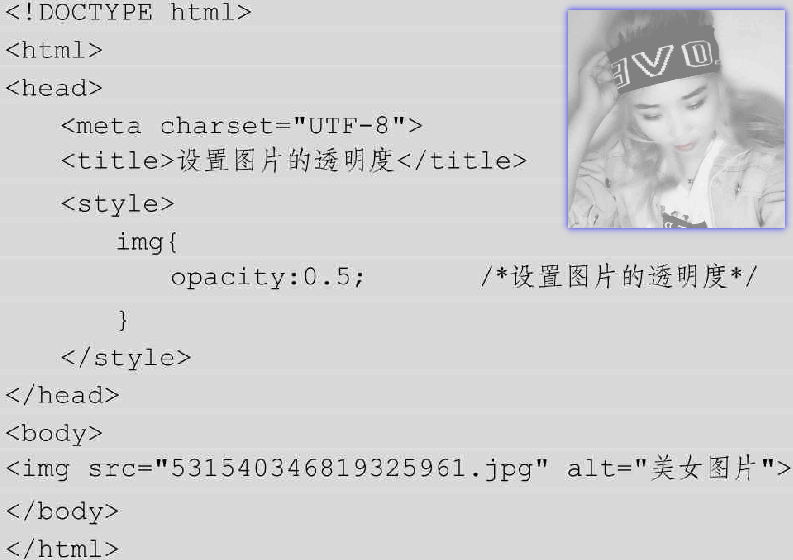 <!DOCTYPE html>
<html>
<head>
<meta charset="UTF-8">
<title>设置图片的透明度</title>
<style>
img{
opacity:0.5; /*设置图片的透明度*/
}
</style>
</head>
<body>
<img src="531540346819325961.jpg" alt="美女图片">
</body>
</html>